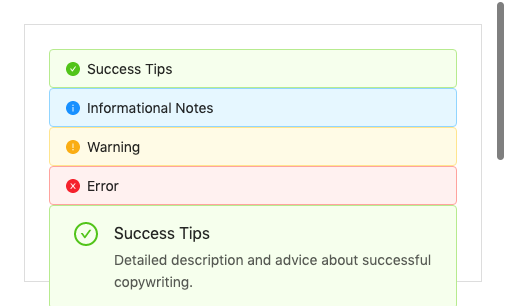 Success Tips
Informational Notes
Warning
Error
Success Tips
Detailed description and advice about successful
copywriting.